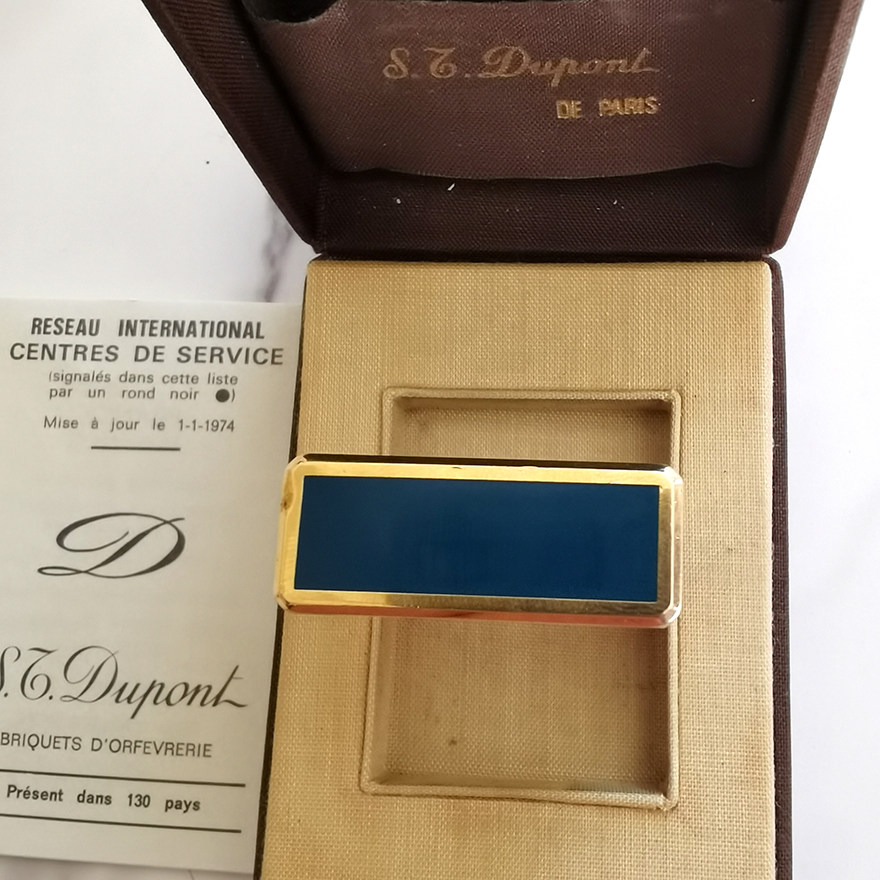 S.T. Dupont
DE PARIS
RESEAU INTERNATIONAL
CENTRES DE SERVICE
(signalés dans cette liste
par un rond noir ●)
Mise à jour le 1-1-1974
D
S.T. Dupont
BRIQUETS D'ORFEVRERIE
Présent dans 130 pays